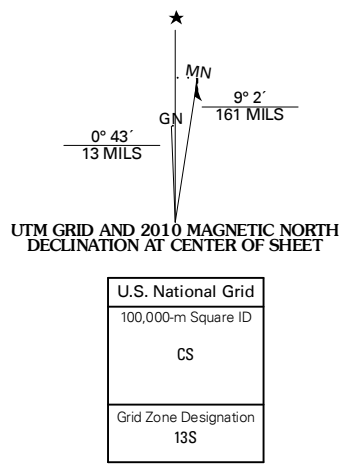 MN
9° 2´
161 MILS
GN
0° 43´
13 MILS
UTM GRID AND 2010 MAGNETIC NORTH
DECLINATION AT CENTER OF SHEET
U.S. National Grid
100,000-m Square ID
CS
Grid Zone Designation
13S